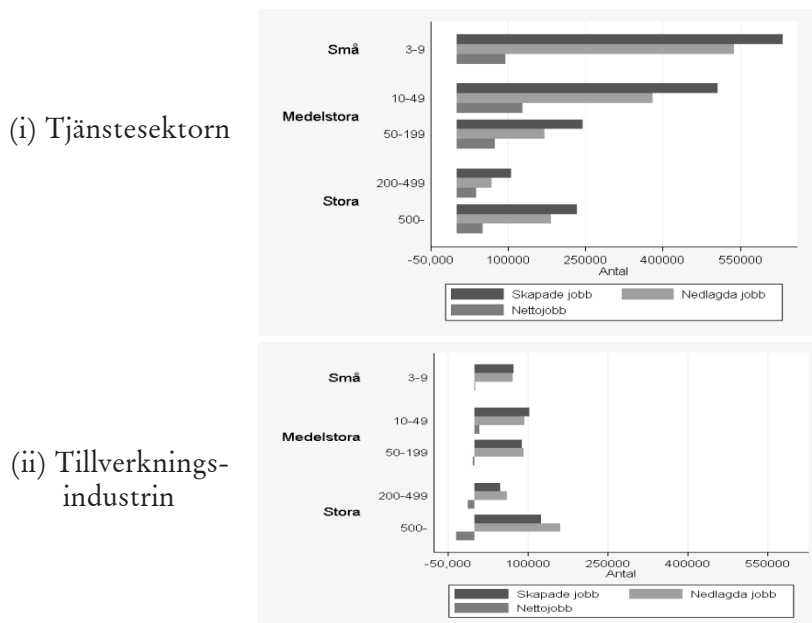 (i) Tjänstesektorn
Små 3-9
10-49
Medelstora
50-199
200-499
Stora
500-
-50,000 100000 250000 400000 550000
Antal
Skapade jobb Nedlagda jobb
Nettojobb
(ii) Tillverknings-
industrin
Små 3-9
10-49
Medelstora
50-199
200-499
Stora
500-
-50,000 100000 250000 400000 550000
Antal
Skapade jobb Nedlagda jobb
Nettojobb